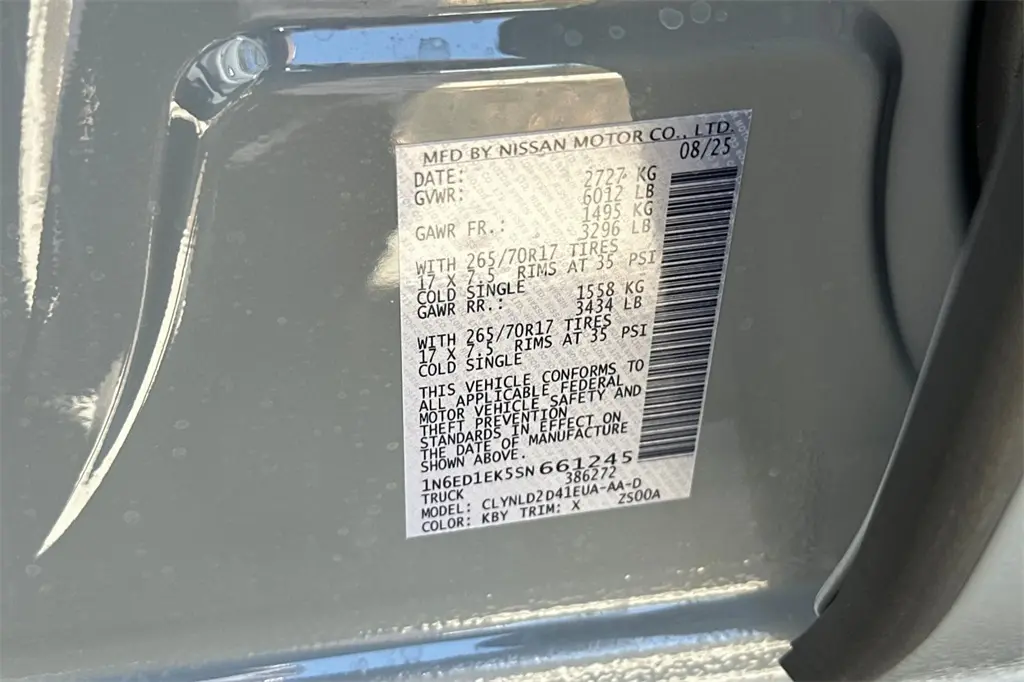 MFD BY NISSAN MOTOR CO., LTD.
DATE: 08/25
GVWR: 2727 KG
6012 LB
1495 KG
GAWR FR.: 3296 LB
WITH 265/70R17 TIRES
17 X 7.5 RIMS AT 35 PSI
COLD SINGLE 1558 KG
GAWR RR.: 3434 LB
WITH 265/70R17 TIRES
17 X 7.5 RIMS AT 35 PSI
COLD SINGLE
THIS VEHICLE CONFORMS TO
ALL APPLICABLE FEDERAL
MOTOR VEHICLE SAFETY AND
THEFT PREVENTION
STANDARDS IN EFFECT ON
THE DATE OF MANUFACTURE
SHOWN ABOVE.
1N6ED1EK5SN661245
386272
TRUCK
MODEL: CLYNLD2D41EUA-AA-D
COLOR: KBY TRIM: X ZS00A